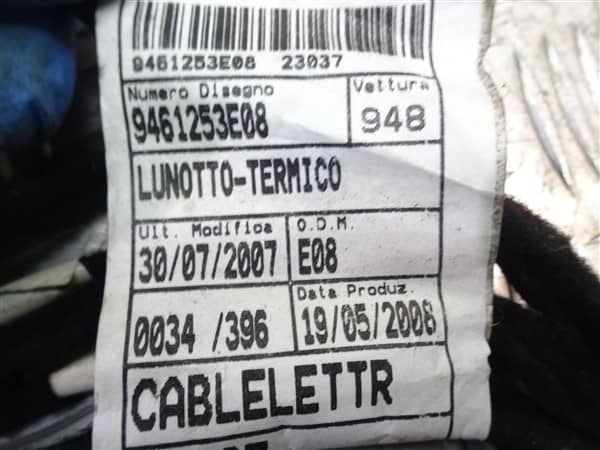 9461253E08 23037
Numero Disegno Vettura
9461253E08 948
LUNOTTO-TERMICO
Ult. Modifica O.D.M.
30/07/2007 E08
Data Produz.
0034 /396 19/05/2008
CABLELETTR